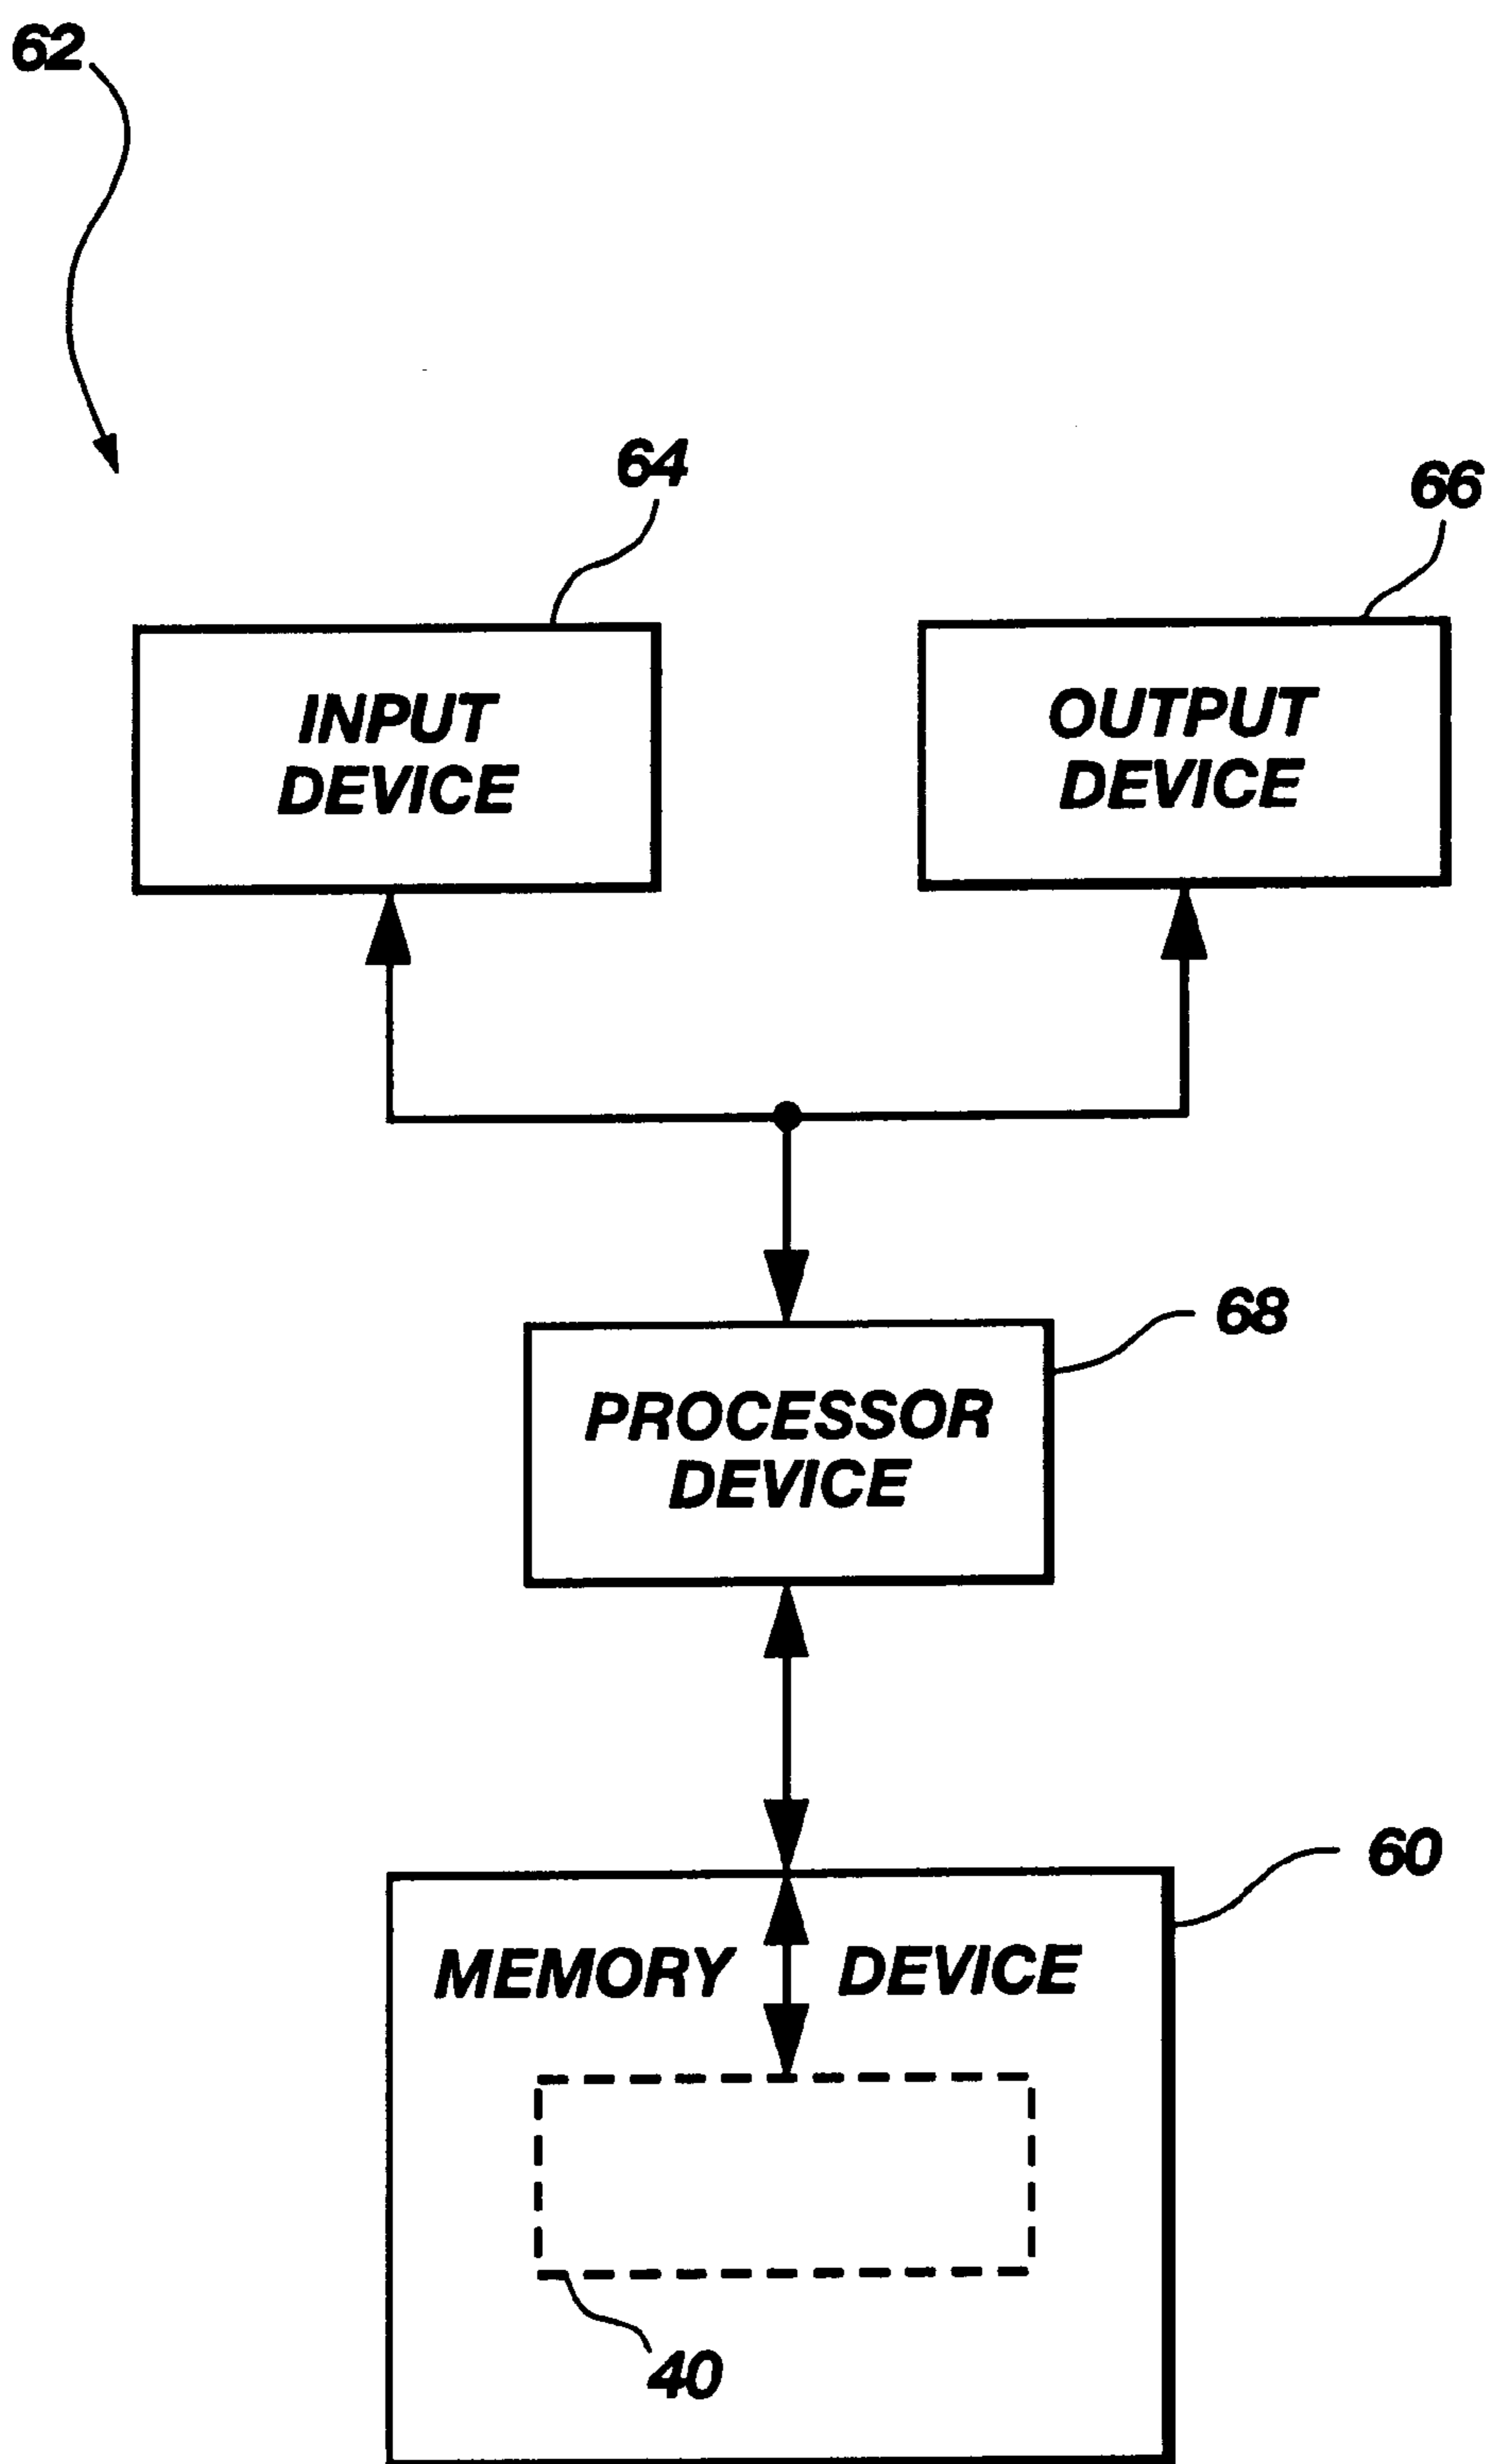 62
64
66
INPUT
DEVICE
OUTPUT
DEVICE
68
PROCESSOR
DEVICE
60
MEMORY DEVICE
40